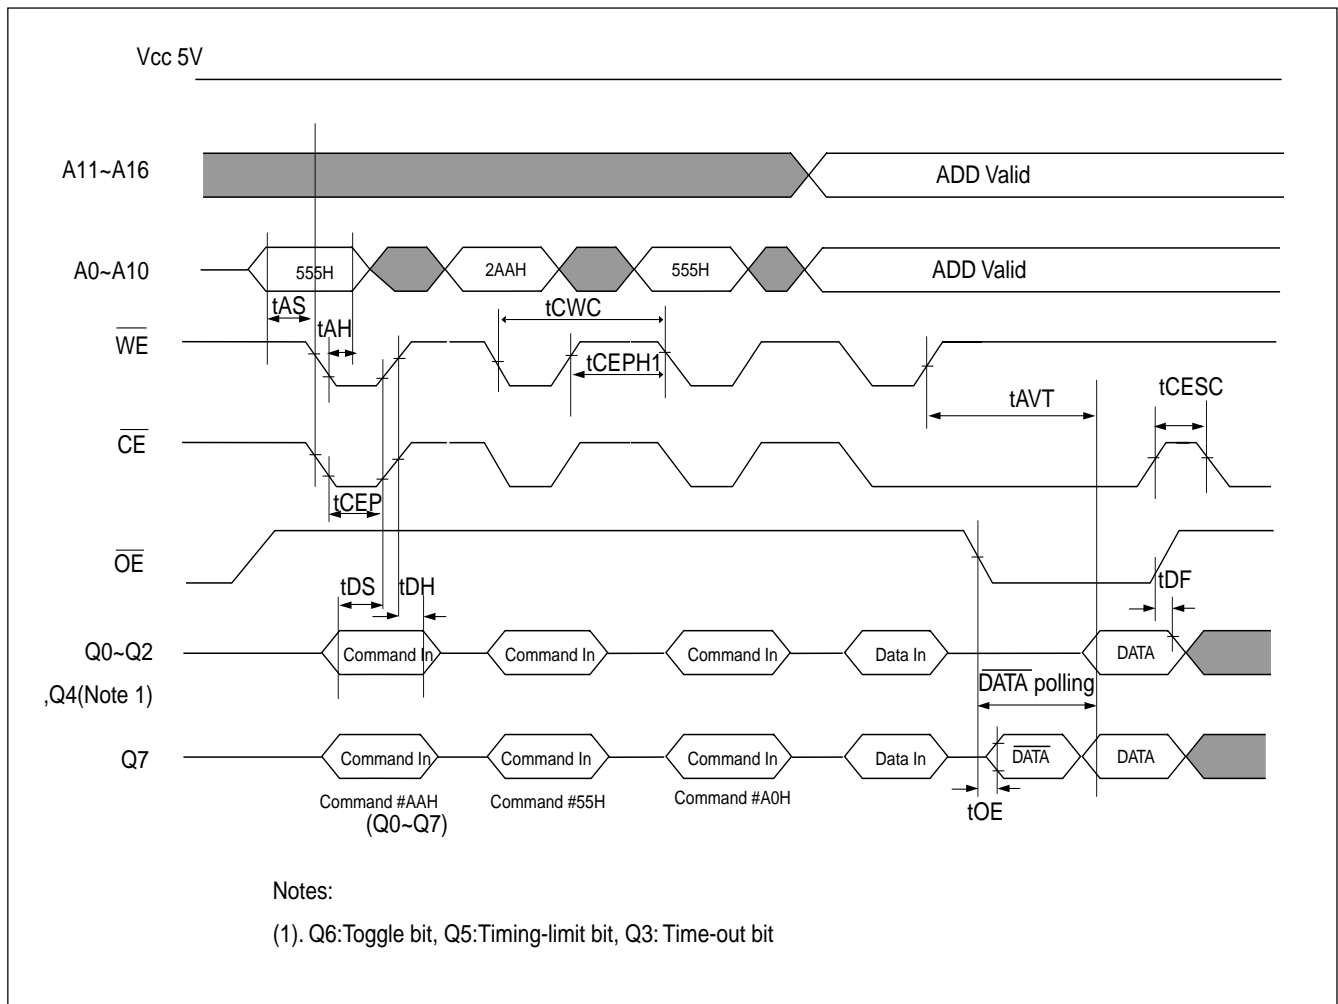 Vcc 5V
A11~A16
ADD Valid
A0~A10
555H
2AAH
555H
ADD Valid
tAS
tAH
tCWC
WE
tCEPH1
tAVT
tCESC
CE
tCEP
OE
tDS
tDH
tDF
Q0~Q2
Command In
Command In
Command In
Data In
DATA
,Q4(Note 1)
DATA polling
Q7
Command In
Command In
Command In
Data In
DATA
DATA
Command #AAH
Command #55H
Command #A0H
(Q0~Q7)
tOE
Notes:
(1). Q6:Toggle bit, Q5:Timing-limit bit, Q3: Time-out bit